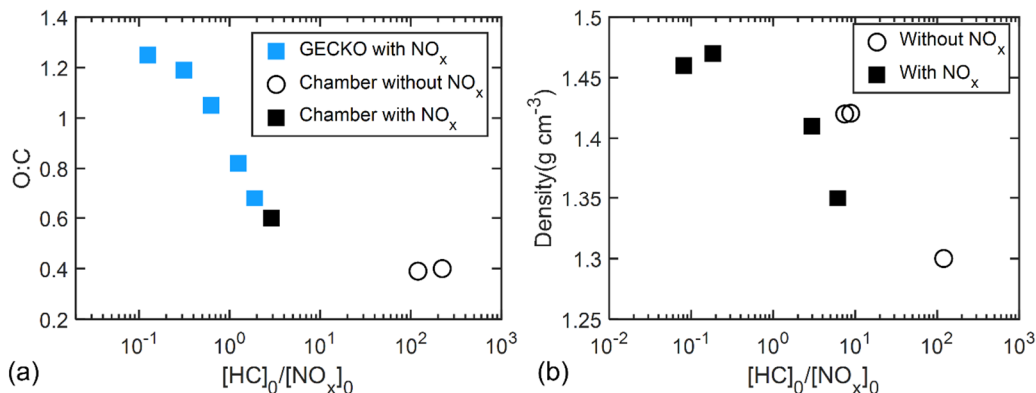 1.4
1.2
1
0.8
0.6
0.4
0.2
O:C
GECKO with NOx
Chamber without NOx
Chamber with NOx
10-1
100
101
102
103
(a)
[HC]0/[NOx]0
1.5
1.45
1.4
1.35
1.3
1.25
Density(g cm-3)
Without NOx
With NOx
10-2
10-1
100
101
102
103
(b)
[HC]0/[NOx]0